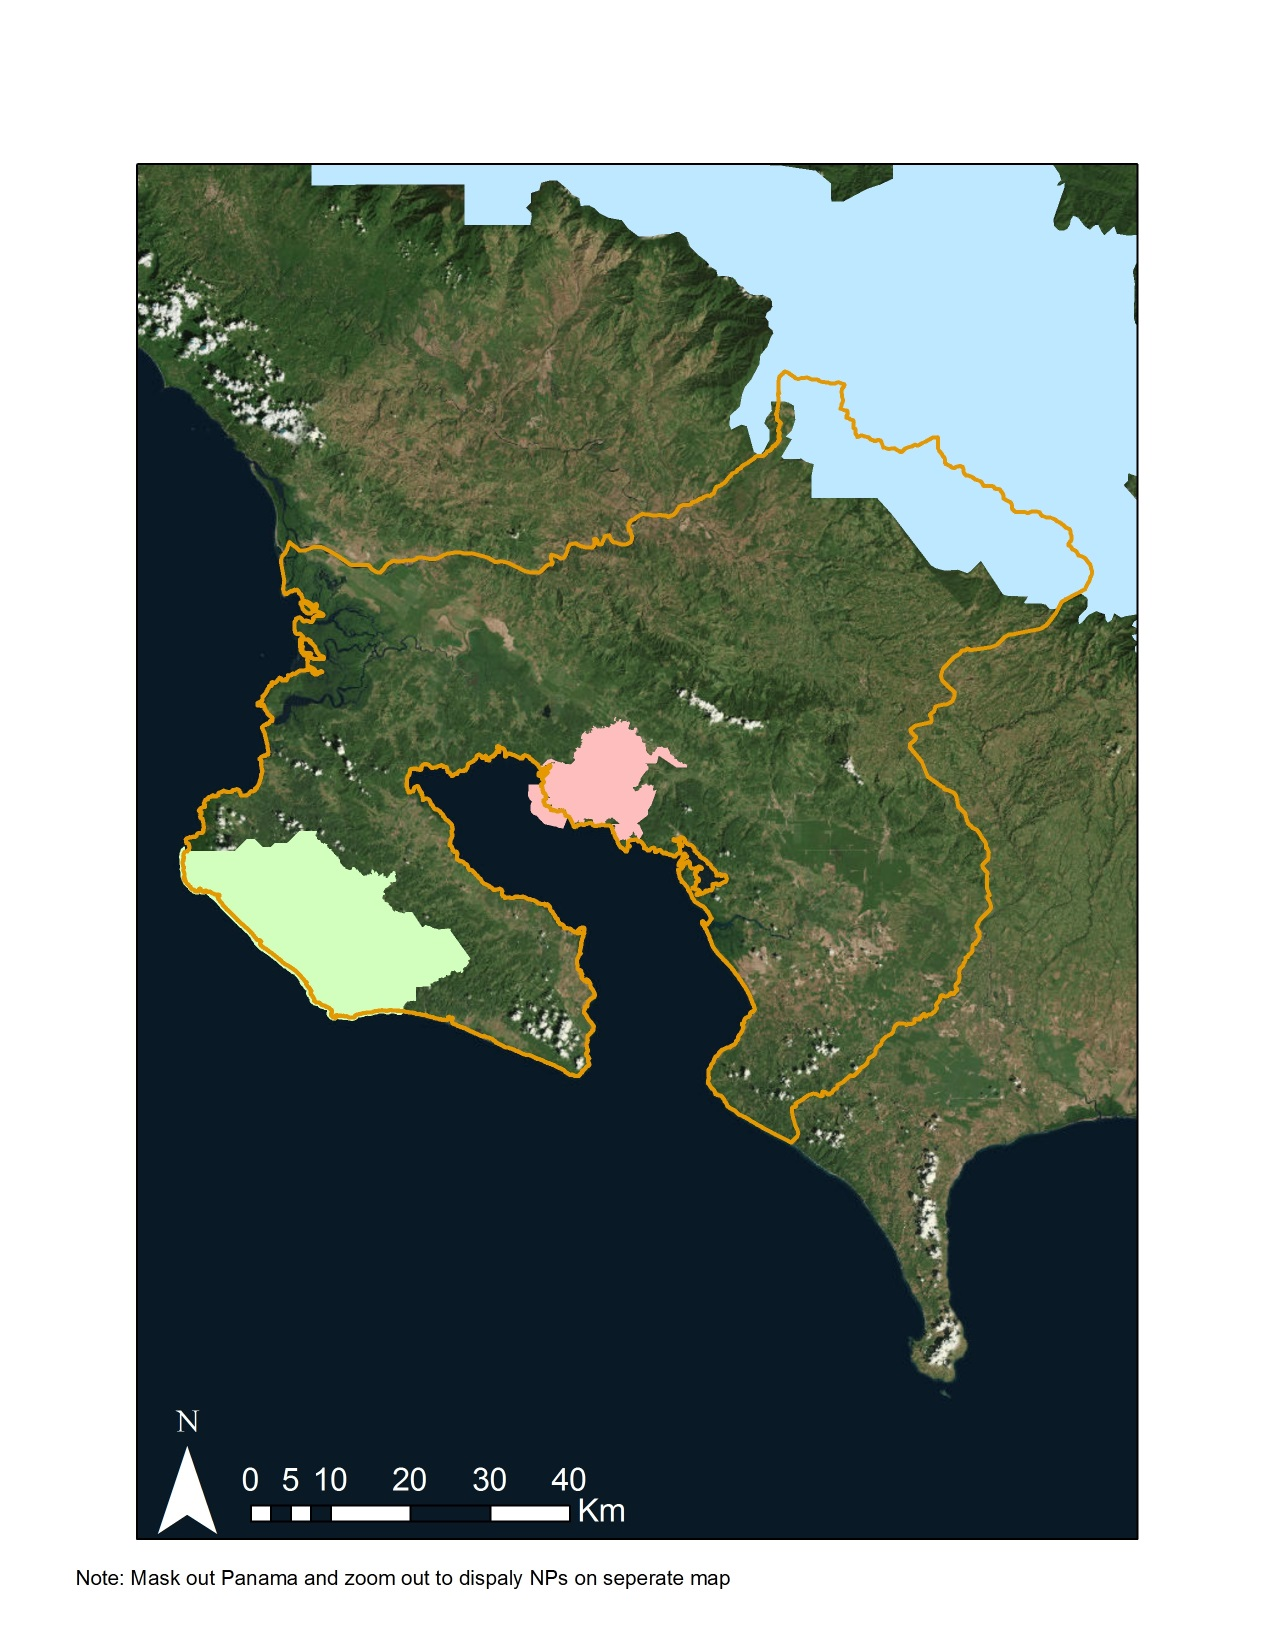 N
0 5 10 20 30 40
Km
Note: Mask out Panama and zoom out to dispaly NPs on seperate map